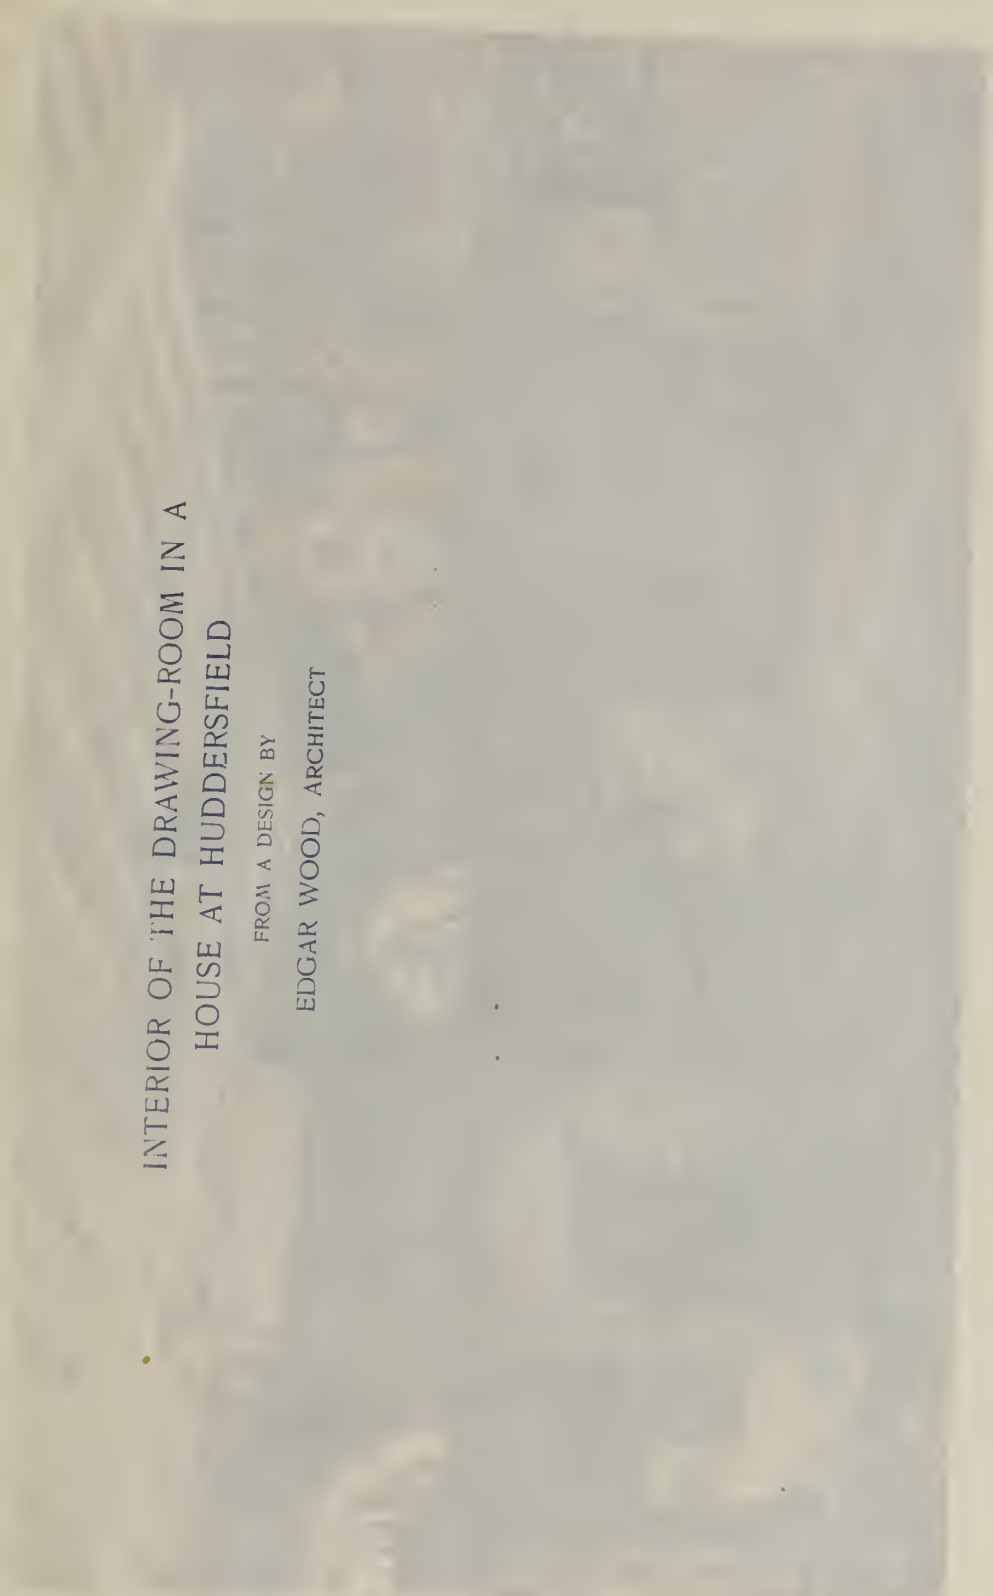 INTERIOR OF THE DRAWING-ROOM IN A
HOUSE AT HUDDERSFIELD
FROM A DESIGN BY
EDGAR WOOD, ARCHITECT